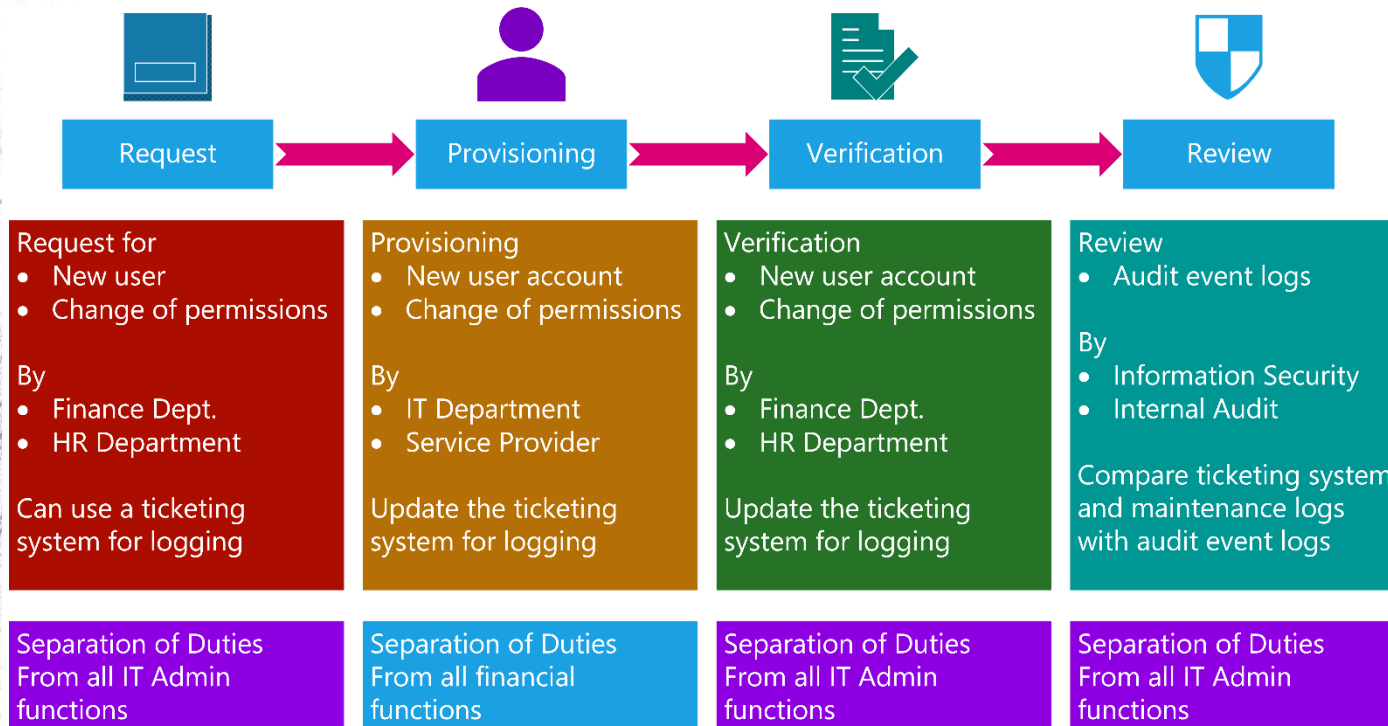 Request
Provisioning
Verification
Review
Request for
• New user
• Change of permissions
By
• Finance Dept.
• HR Department
Can use a ticketing
system for logging
Provisioning
• New user account
• Change of permissions
By
• IT Department
• Service Provider
Update the ticketing
system for logging
Verification
• New user account
• Change of permissions
By
• Finance Dept.
• HR Department
Update the ticketing
system for logging
Review
• Audit event logs
By
• Information Security
• Internal Audit
Compare ticketing system
and maintenance logs
with audit event logs
Separation of Duties
From all IT Admin
functions
Separation of Duties
From all financial
functions
Separation of Duties
From all IT Admin
functions
Separation of Duties
From all IT Admin
functions